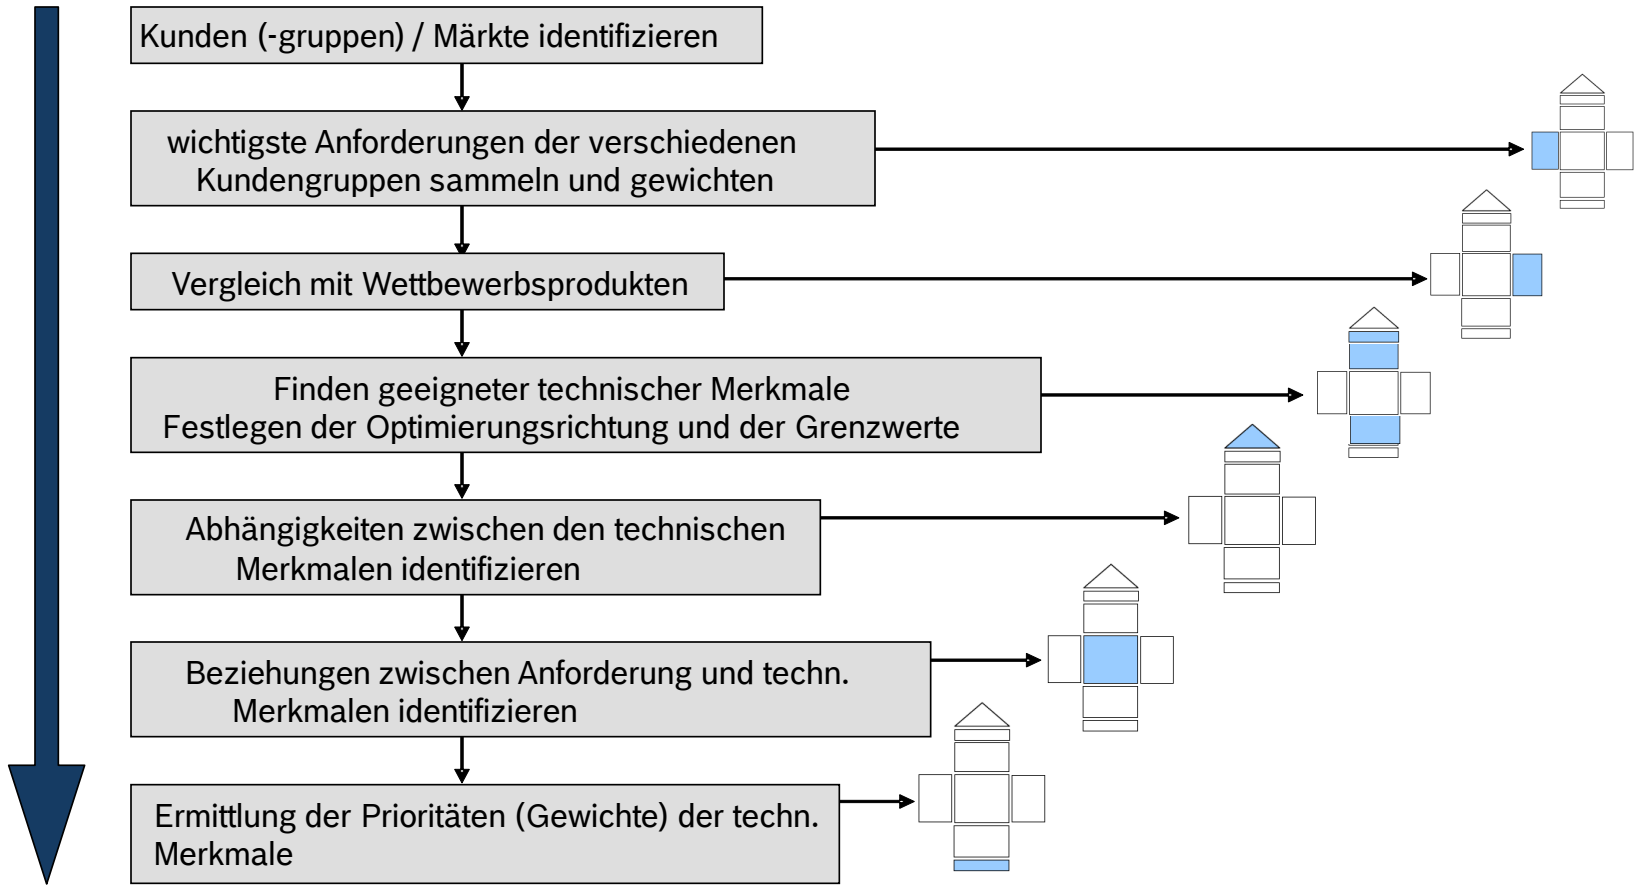 Kunden (-gruppen) / Märkte identifizieren
wichtigste Anforderungen der verschiedenen
Kundengruppen sammeln und gewichten
Vergleich mit Wettbewerbsprodukten
Finden geeigneter technischer Merkmale
Festlegen der Optimierungsrichtung und der Grenzwerte
Abhängigkeiten zwischen den technischen
Merkmalen identifizieren
Beziehungen zwischen Anforderung und techn.
Merkmalen identifizieren
Ermittlung der Prioritäten (Gewichte) der techn.
Merkmale